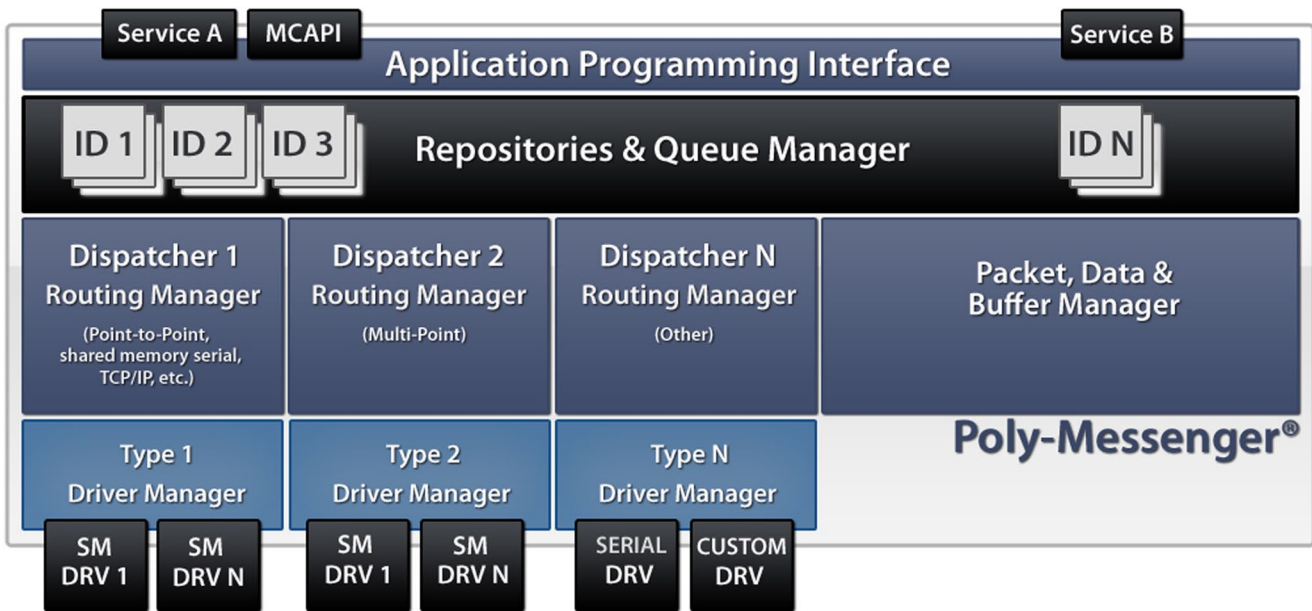 Service A
MCAPI
Service B
Application Programming Interface
ID 1
ID 2
ID 3
Repositories & Queue Manager
ID N
Dispatcher 1
Routing Manager
(Point-to-Point,
shared memory serial,
TCP/IP, etc.)
Dispatcher 2
Routing Manager
(Multi-Point)
Dispatcher N
Routing Manager
(Other)
Packet, Data &
Buffer Manager
Poly-Messenger®
Type 1
Driver Manager
Type 2
Driver Manager
Type N
Driver Manager
SM
DRV 1
SM
DRV N
SM
DRV 1
SM
DRV N
SERIAL
DRV
CUSTOM
DRV